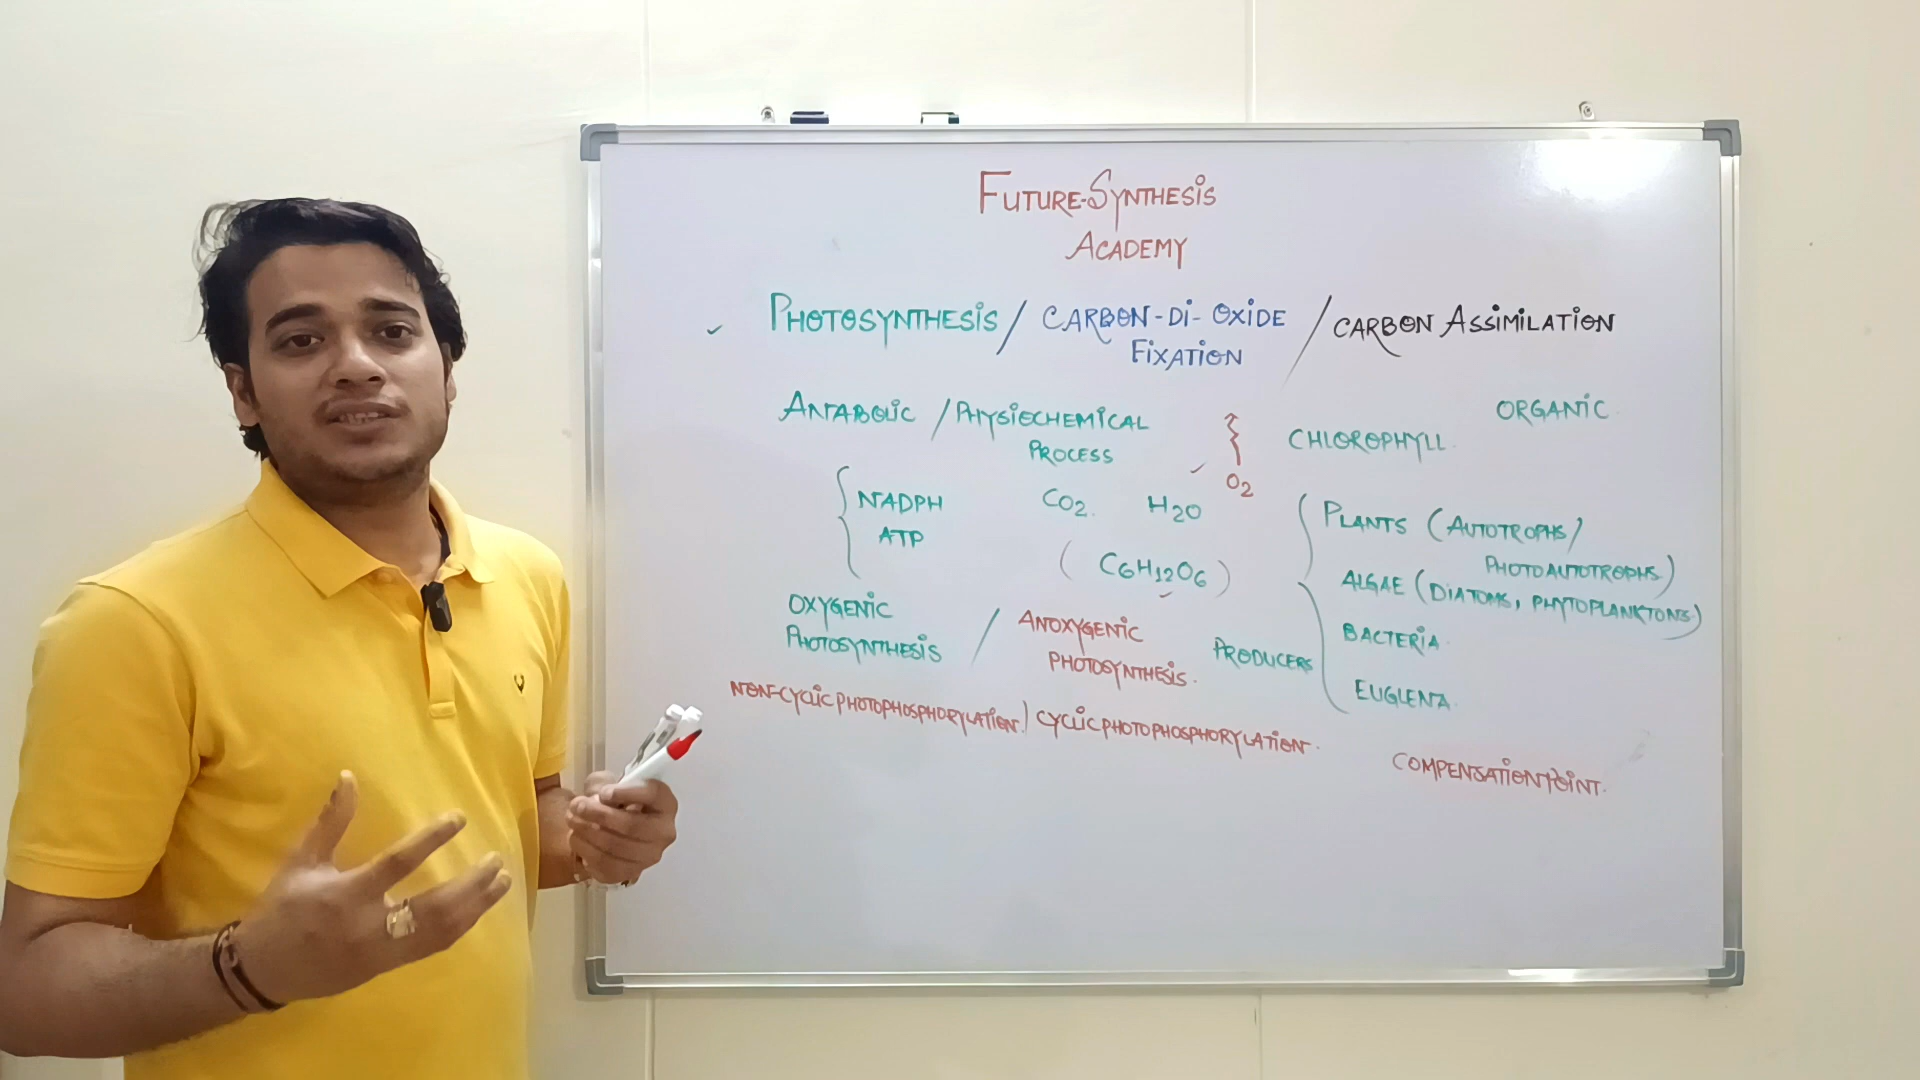 FUTURE-SYNTHESIS
ACADEMY
PHOTOSYNTHESIS / CARBON-DI-OXIDE / CARBON ASSIMILATION
FIXATION
ANABOLIC / PHYSIOCHEMICAL
PROCESS
O2
CHLOROPHYLL.
ORGANIC
{ NADPH
ATP
CO2. H2O
(C6H12O6)
OXYGENIC
PHOTOSYNTHESIS
/ ANOXYGENIC
PHOTOSYNTHESIS.
PRODUCERS
PLANTS (AUTOTROPHS/
PHOTOAUTOTROPHS)
ALGAE (DIATOMS, PHYTOPLANKTONS)
BACTERIA.
EUGLENA.
NON-CYCLIC PHOTOPHOSPHORYLATION / CYCLIC PHOTOPHOSPHORYLATION.
COMPENSATION POINT.